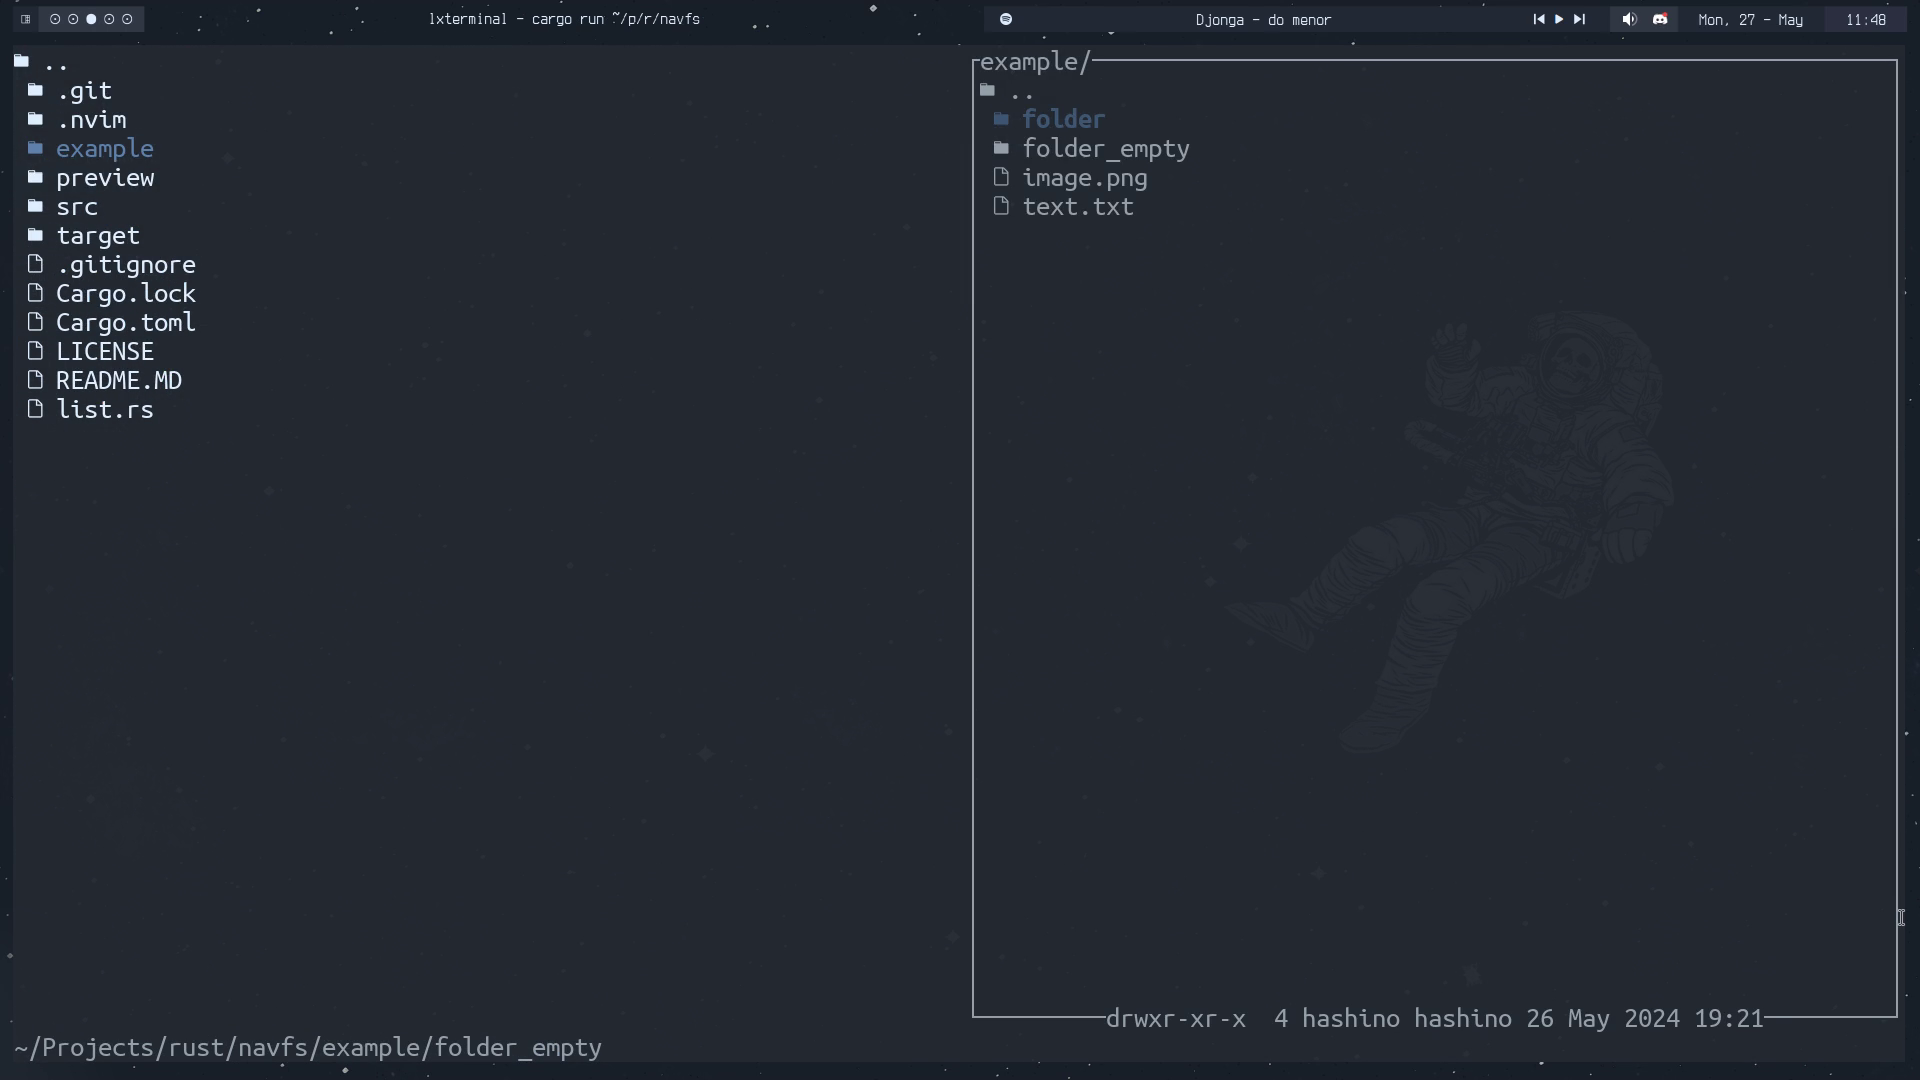 lxterminal - cargo run ~/p/r/navfs
Djonga - do menor
Mon, 27 - May
11:48
..
.git
.nvim
example
preview
src
target
.gitignore
Cargo.lock
Cargo.toml
LICENSE
README.MD
list.rs
example/
..
folder
folder_empty
image.png
text.txt
drwxr-xr-x  4 hashino hashino 26 May 2024 19:21
~/Projects/rust/navfs/example/folder_empty